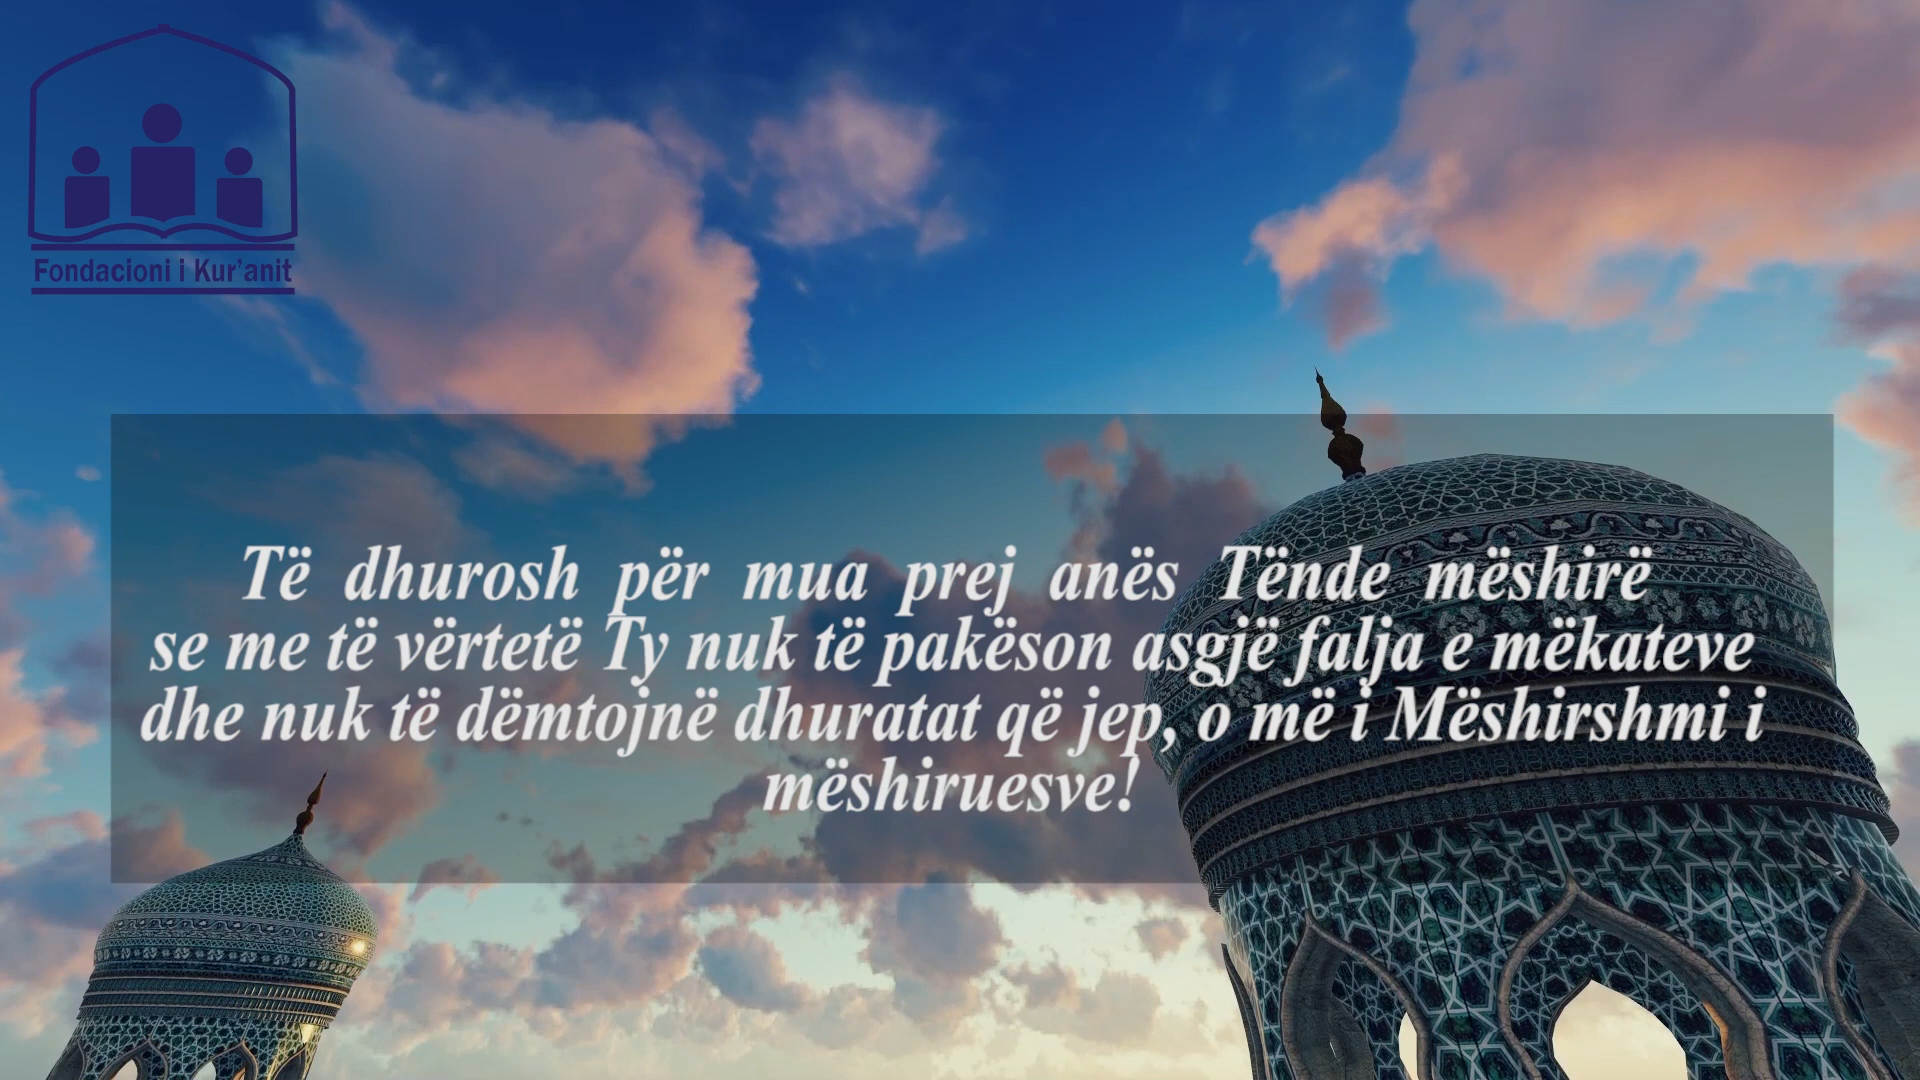 Fondacioni i Kur'anit
Të dhurosh për mua prej anës Tënde mëshirë
se me të vërtetë Ty nuk të pakëson asgjë falja e mëkateve
dhe nuk të dëmtojnë dhuratat që jep, o më i Mëshirshmi i
mëshiruesve!